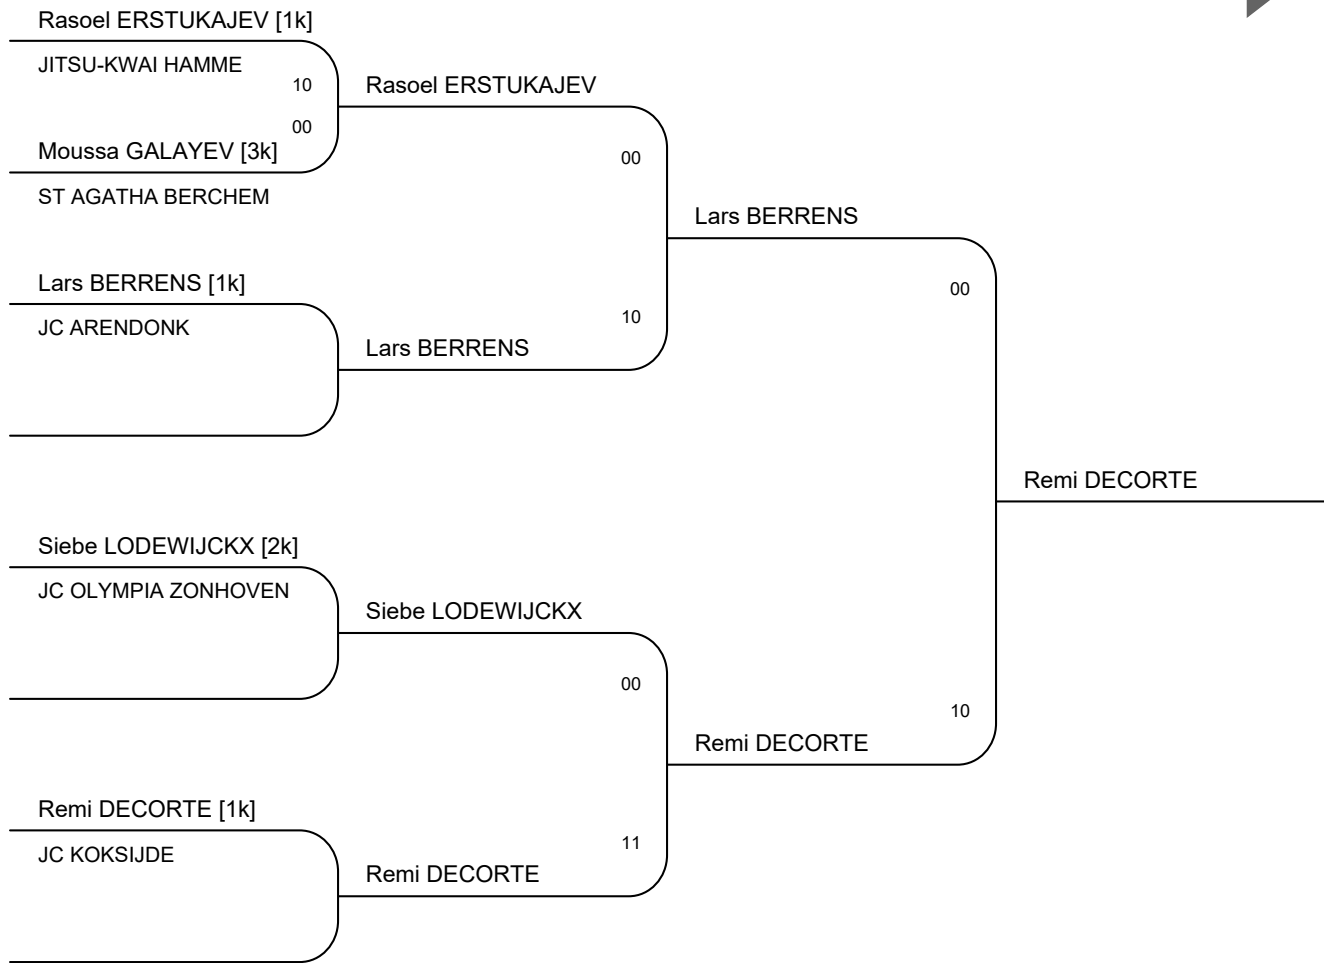 Rasoel ERSTUKAJEV [1k]
JITSU-KWAI HAMME
10
00
Moussa GALAYEV [3k]
ST AGATHA BERCHEM
Lars BERRENS [1k]
JC ARENDONK
Siebe LODEWIJCKX [2k]
JC OLYMPIA ZONHOVEN
Remi DECORTE [1k]
JC KOKSIJDE
Rasoel ERSTUKAJEV
00
10
Lars BERRENS
Siebe LODEWIJCKX
00
11
Remi DECORTE
Lars BERRENS
00
10
Remi DECORTE
Remi DECORTE